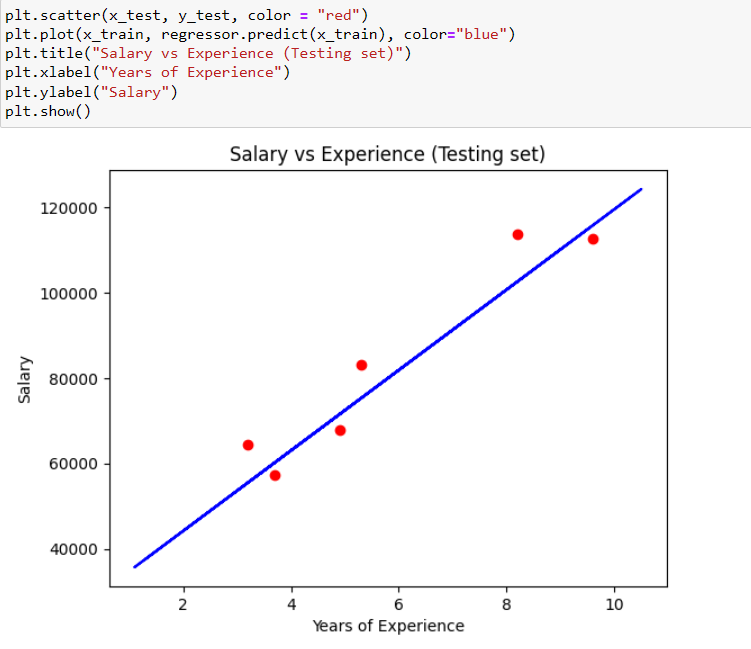 plt.scatter(x_test, y_test, color = "red")
plt.plot(x_train, regressor.predict(x_train), color="blue")
plt.title("Salary vs Experience (Testing set)")
plt.xlabel("Years of Experience")
plt.ylabel("Salary")
plt.show()
Salary vs Experience (Testing set)
120000
100000
80000
60000
40000
Salary
2 4 6 8 10
Years of Experience